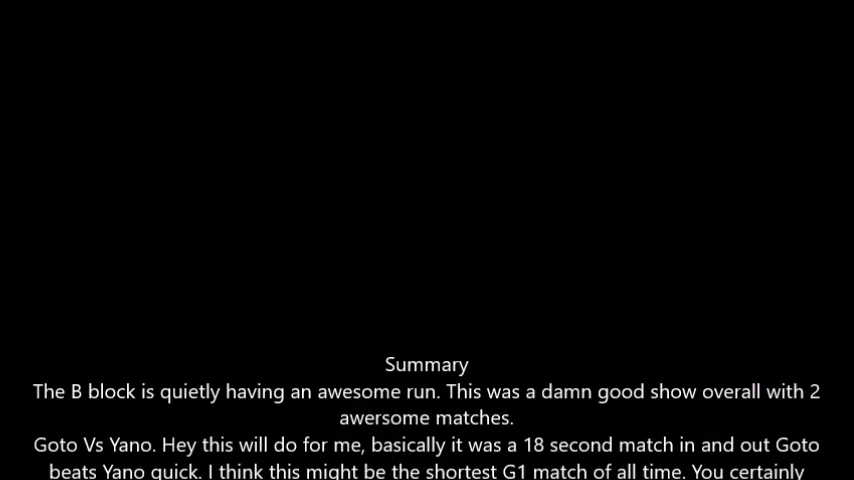 Summary
The B block is quietly having an awesome run. This was a damn good show overall with 2
awersome matches.
Goto Vs Yano. Hey this will do for me, basically it was a 18 second match in and out Goto
beats Yano quick. I think this might be the shortest G1 match of all time. You certainly